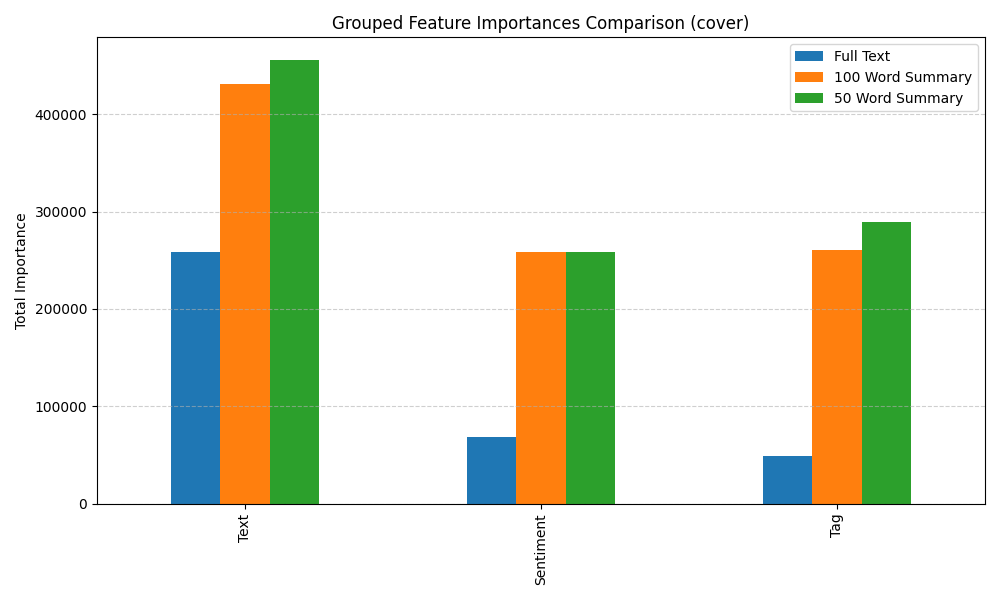 Grouped Feature Importances Comparison (cover)
Full Text
100 Word Summary
50 Word Summary
Total Importance
400000
300000
200000
100000
0
Text
Sentiment
Tag